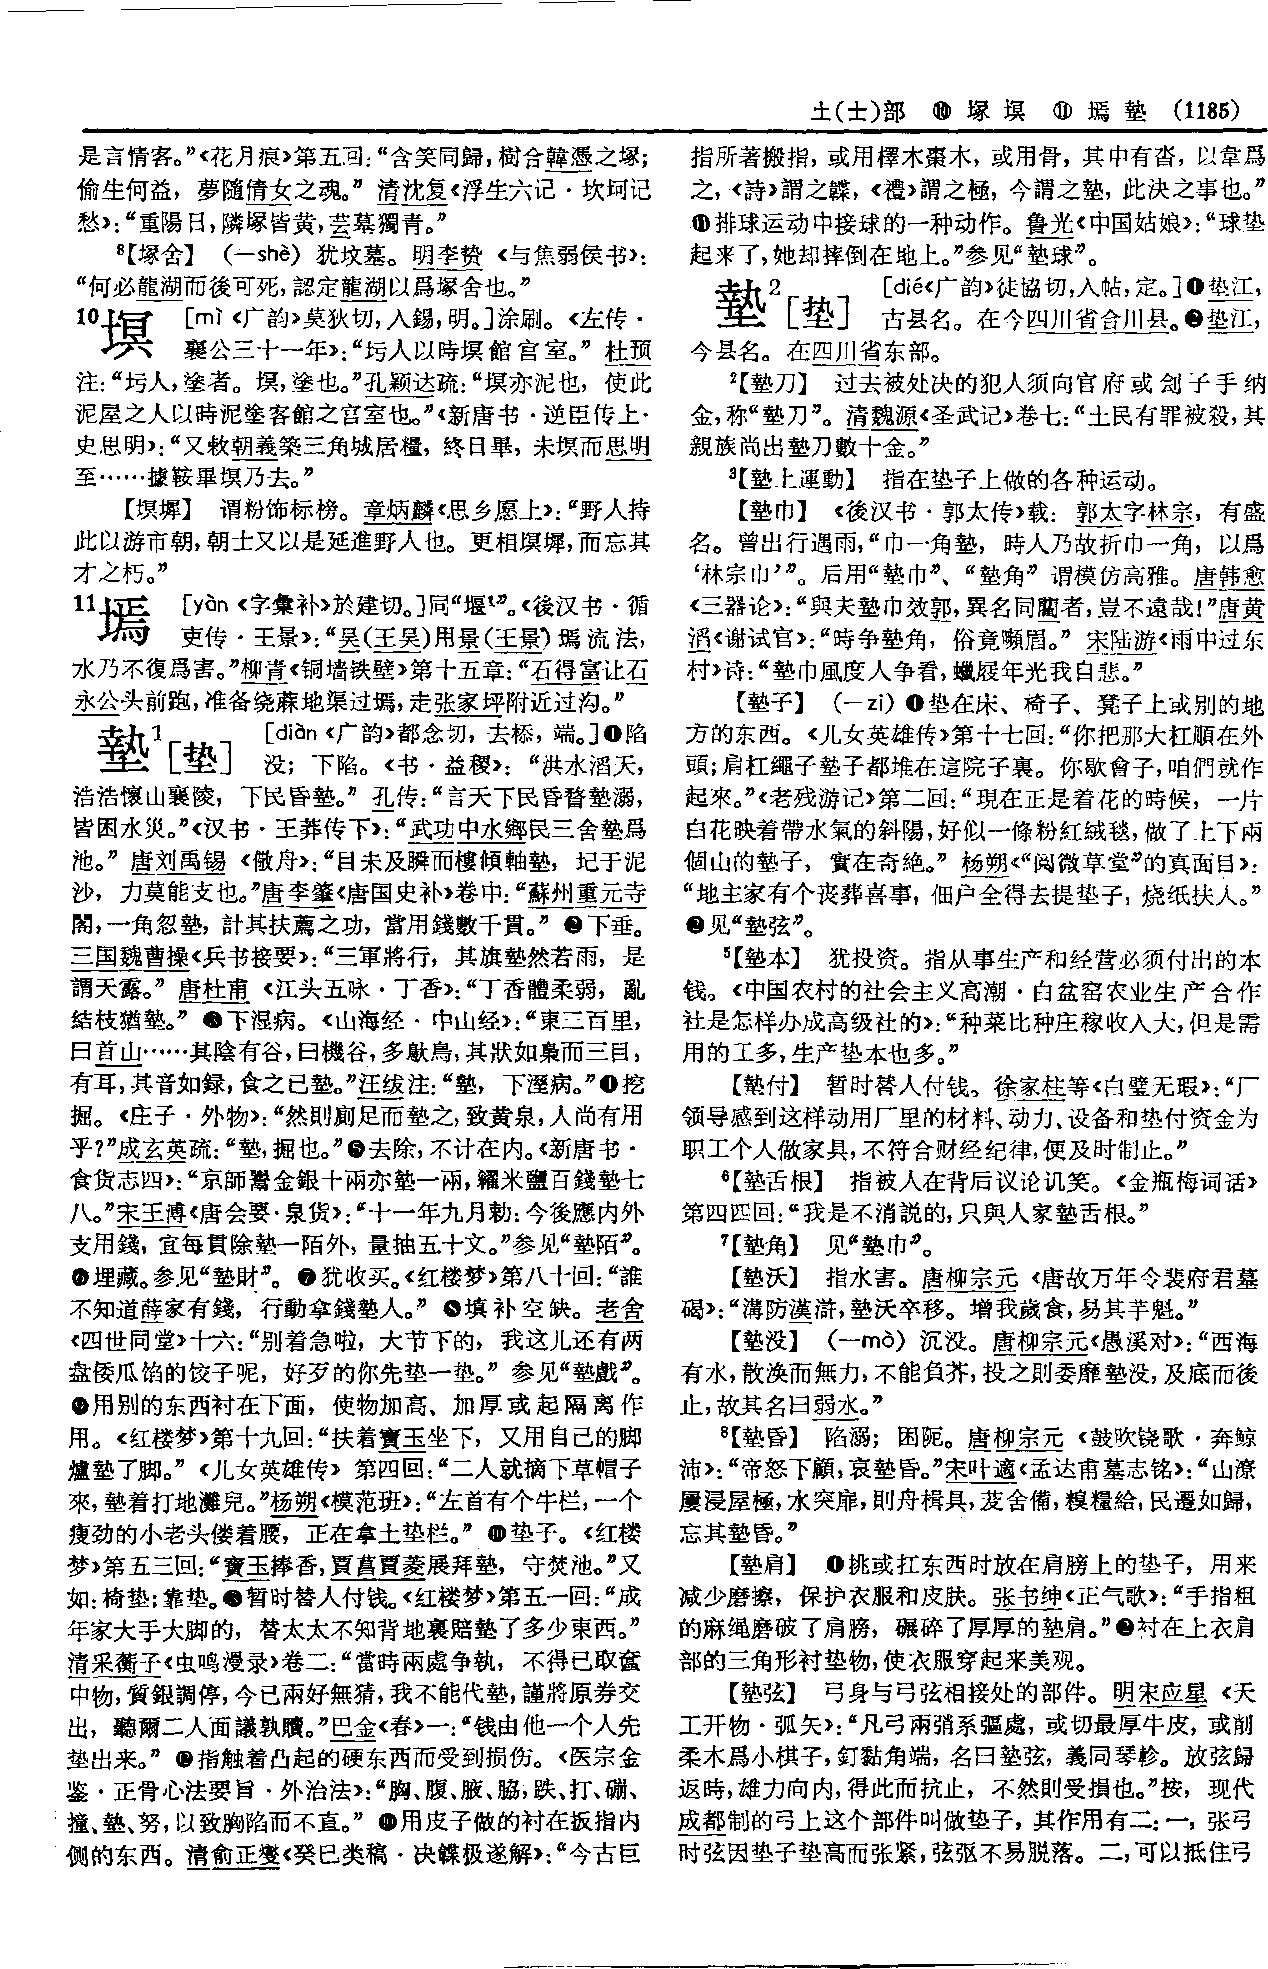 土(士)部　⑩ 塚 塓　⑪ 墕 墊　(1185)
是言情客。”《花月痕》第五回：“含笑同歸，樹合韓憑之塚；
偷生何益，夢隨倩女之魂。” 清沈复《浮生六记·坎坷记
愁》：“重陽日，隣塚皆黄，芸墓獨青。”
⁸【塚舍】 (—shè) 犹坟墓。明李贽《与焦弱侯书》：
“何必龍湖而後可死，認定龍湖以爲塚舍也。”
10塓 [mì《广韵》莫狄切，入錫，明。]涂刷。《左传·
襄公三十一年》：“圬人以時塓館宫室。” 杜预
注：“圬人，塗者。塓，塗也。”孔颖达疏：“塓亦泥也，使此
泥屋之人以時泥塗客館之宫室也。”《新唐书·逆臣传上·
史思明》：“又敕朝義築三角城居糧，終日畢，未塓而思明
至……據鞍畢塓乃去。”
【塓墀】 谓粉饰标榜。章炳麟《思乡愿上》：“野人持
此以游市朝，朝士又以是延進野人也。更相塓墀，而忘其
才之朽。”
11墕 [yàn《字彙补》於建切。]同“堰¹”。《後汉书·循
吏传·王景》：“吴(王吴)用景(王景)墕流法，
水乃不復爲害。”柳青《铜墙铁壁》第十五章：“石得富让石
永公头前跑，准备绕蔴地渠过墕，走张家坪附近过沟。”
墊¹[垫] [diàn《广韵》都念切，去㮇，端。]❶陷
没；下陷。《书·益稷》：“洪水滔天，
浩浩懷山襄陵，下民昏墊。” 孔传：“言天下民昏瞀墊溺，
皆困水災。”《汉书·王莽传下》：“武功中水鄉民三舍墊爲
池。” 唐刘禹锡《儆舟》：“目未及瞬而樓傾軸墊，圮于泥
沙，力莫能支也。”唐李肇《唐国史补》卷中：“蘇州重元寺
閣，一角忽墊，計其扶薦之功，當用錢數千貫。” ❷下垂。
三国魏曹操《兵书接要》：“三軍將行，其旗墊然若雨，是
謂天露。” 唐杜甫《江头五咏·丁香》：“丁香體柔弱，亂
結枝猶墊。” ❸下湿病。《山海经·中山经》：“東三百里，
曰首山……其陰有谷，曰機谷，多䳅鳥，其狀如梟而三目，
有耳，其音如録，食之已墊。”汪绂注：“墊，下溼病。”❹挖
掘。《庄子·外物》：“然則廁足而墊之，致黄泉，人尚有用
乎？”成玄英疏：“墊，掘也。”❺去除，不计在内。《新唐书·
食货志四》：“京師鬻金銀十兩亦墊一兩，糴米鹽百錢墊七
八。”宋王溥《唐会要·泉货》：“十一年九月勅：今後應内外
支用錢，宜每貫除墊一陌外，量抽五十文。”参见“墊陌”。
❻埋藏。参见“墊財”。 ❼犹收买。《红楼梦》第八十回：“誰
不知道薛家有錢，行動拿錢墊人。” ❽填补空缺。老舍
《四世同堂》十六：“别着急啦，大节下的，我这儿还有两
盘倭瓜馅的饺子呢，好歹的你先垫一垫。” 参见“墊戲”。
❾用别的东西衬在下面，使物加高、加厚或起隔离作
用。《红楼梦》第十九回：“扶着寶玉坐下，又用自己的脚
爐墊了脚。”《儿女英雄传》第四回：“二人就摘下草帽子
來，墊着打地灘兒。”杨朔《模范班》：“左首有个牛栏，一个
瘦劲的小老头偻着腰，正在拿土垫栏。” ❿垫子。《红楼
梦》第五三回：“寶玉捧香，賈菖賈菱展拜墊，守焚池。”又
如：椅垫；靠垫。⓫暂时替人付钱。《红楼梦》第五一回：“成
年家大手大脚的，替太太不知背地裏賠墊了多少東西。”
清采蘅子《虫鸣漫录》卷二：“當時兩處争執，不得已取奩
中物，質銀調停，今已兩好無猜，我不能代墊，謹將原券交
出，聽爾二人面議孰贖。”巴金《春》一：“钱由他一个人先
垫出来。” ⓬指触着凸起的硬东西而受到损伤。《医宗金
鉴·正骨心法要旨·外治法》：“胸、腹、腋、脇，跌、打、硼、
撞、墊、努，以致胸陷而不直。” ⓭用皮子做的衬在扳指内
侧的东西。清俞正燮《癸巳类稿·决韘极遂解》：“今古巨
指所著搬指，或用檡木棗木，或用骨，其中有沓，以韋爲
之，《詩》謂之韘，《禮》謂之極，今謂之墊，此決之事也。”
⓮排球运动中接球的一种动作。鲁光《中国姑娘》：“球垫
起来了，她却摔倒在地上。”参见“墊球”。
墊²[垫] [dié《广韵》徒協切，入帖，定。]❶垫江，
古县名。在今四川省合川县。❷垫江，
今县名。在四川省东部。
²【墊刀】 过去被处决的犯人须向官府或刽子手纳
金，称“墊刀”。清魏源《圣武记》卷七：“土民有罪被殺，其
親族尚出墊刀數十金。”
³【墊上運動】 指在垫子上做的各种运动。
【墊巾】《後汉书·郭太传》载：郭太字林宗，有盛
名。曾出行遇雨，“巾一角墊，時人乃故折巾一角，以爲
‘林宗巾’”。后用“墊巾”、“墊角”谓模仿高雅。唐韩愈
《三器论》：“與夫墊巾效郭，異名同藺者，豈不遠哉！”唐黄
滔《谢试官》：“時争墊角，俗竟嚬眉。” 宋陆游《雨中过东
村》诗：“墊巾風度人争看，蠟屐年光我自悲。”
【墊子】 (—zi) ❶垫在床、椅子、凳子上或别的地
方的东西。《儿女英雄传》第十七回：“你把那大杠順在外
頭；肩杠繩子墊子都堆在這院子裏。你歇會子，咱們就作
起來。”《老残游记》第二回：“現在正是着花的時候，一片
白花映着帶水氣的斜陽，好似一條粉紅絨毯，做了上下兩
個山的墊子，實在奇絶。” 杨朔《“阅微草堂”的真面目》：
“地主家有个丧葬喜事，佃户全得去提垫子，烧纸扶人。”
❷见“墊弦”。
⁵【墊本】 犹投资。指从事生产和经营必须付出的本
钱。《中国农村的社会主义高潮·白盆窑农业生产合作
社是怎样办成高级社的》：“种菜比种庄稼收入大，但是需
用的工多，生产垫本也多。”
【墊付】 暂时替人付钱。徐家柱等《白璧无瑕》：“厂
领导感到这样动用厂里的材料、动力、设备和垫付资金为
职工个人做家具，不符合财经纪律，便及时制止。”
⁶【墊舌根】 指被人在背后议论讥笑。《金瓶梅词话》
第四四回：“我是不消説的，只與人家墊舌根。”
⁷【墊角】 见“墊巾”。
【墊沃】 指水害。唐柳宗元《唐故万年令裴府君墓
碣》：“溝防漢滸，墊沃卒移。增我歲食，易其芋魁。”
【墊没】 (—mò) 沉没。唐柳宗元《愚溪对》：“西海
有水，散涣而無力，不能負芥，投之則委靡墊没，及底而後
止，故其名曰弱水。”
⁸【墊昏】 陷溺；困阨。唐柳宗元《鼓吹铙歌·奔鲸
沛》：“帝怒下顧，哀墊昏。”宋叶適《孟达甫墓志铭》：“山潦
屢浸屋極，水突扉，則舟楫具，茇舍備，糗糧給，民遷如歸，
忘其墊昏。”
【墊肩】 ❶挑或扛东西时放在肩膀上的垫子，用来
减少磨擦，保护衣服和皮肤。张书绅《正气歌》：“手指粗
的麻绳磨破了肩膀，碾碎了厚厚的垫肩。”❷衬在上衣肩
部的三角形衬垫物，使衣服穿起来美观。
【墊弦】 弓身与弓弦相接处的部件。明宋应星《天
工开物·弧矢》：“凡弓兩弰系彄處，或切最厚牛皮，或削
柔木爲小棋子，釘黏角端，名曰墊弦，義同琴軫。放弦歸
返時，雄力向内，得此而抗止，不然則受損也。”按，现代
成都制的弓上这个部件叫做垫子，其作用有二：一，张弓
时弦因垫子垫高而张紧，弦弬不易脱落。二，可以抵住弓